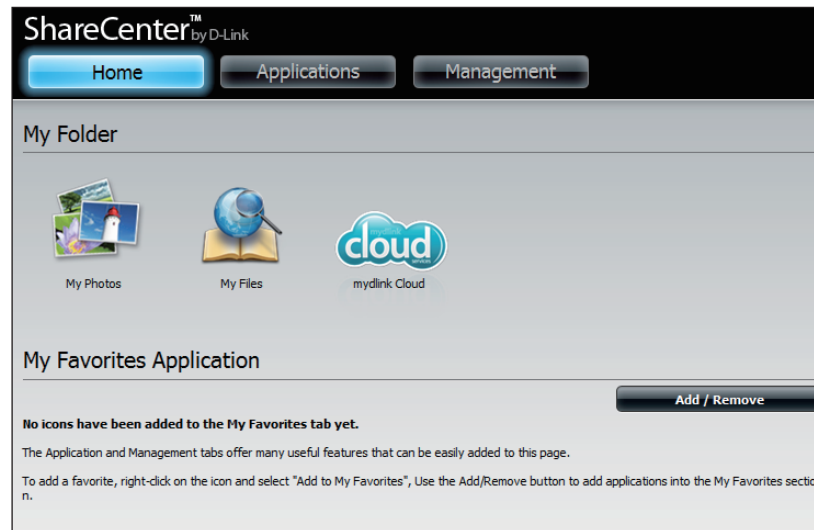 ShareCenter™ by D-Link
Home Applications Management
My Folder
mydlink
cloud
services
My Photos My Files mydlink Cloud
My Favorites Application
Add / Remove
No icons have been added to the My Favorites tab yet.
The Application and Management tabs offer many useful features that can be easily added to this page.
To add a favorite, right-click on the icon and select "Add to My Favorites", Use the Add/Remove button to add applications into the My Favorites sectio
n.